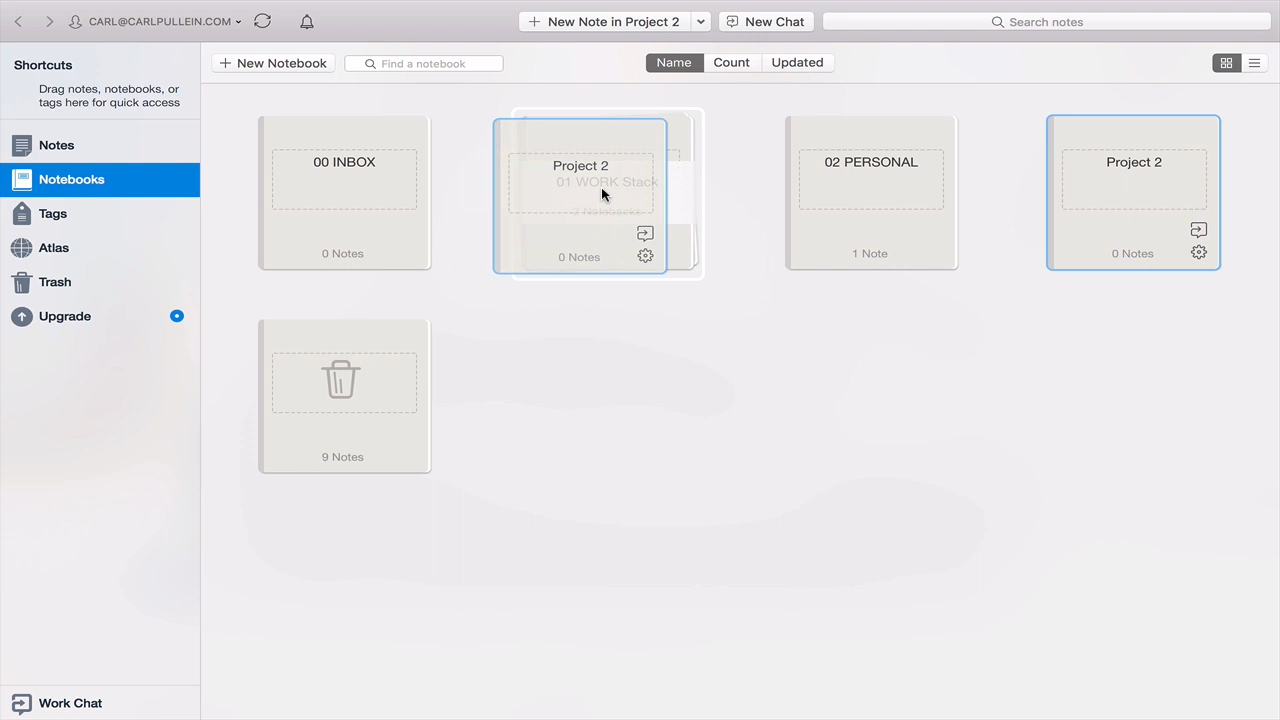 CARL@CARLPULLEIN.COM
New Note in Project 2
New Chat
Search notes
Shortcuts
Drag notes, notebooks, or
tags here for quick access
Notes
Notebooks
Tags
Atlas
Trash
Upgrade
Work Chat
New Notebook
Find a notebook
Name
Count
Updated
00 INBOX
0 Notes
Project 2
01 WORK Stack
Notebooks
0 Notes
02 PERSONAL
1 Note
Project 2
0 Notes
9 Notes